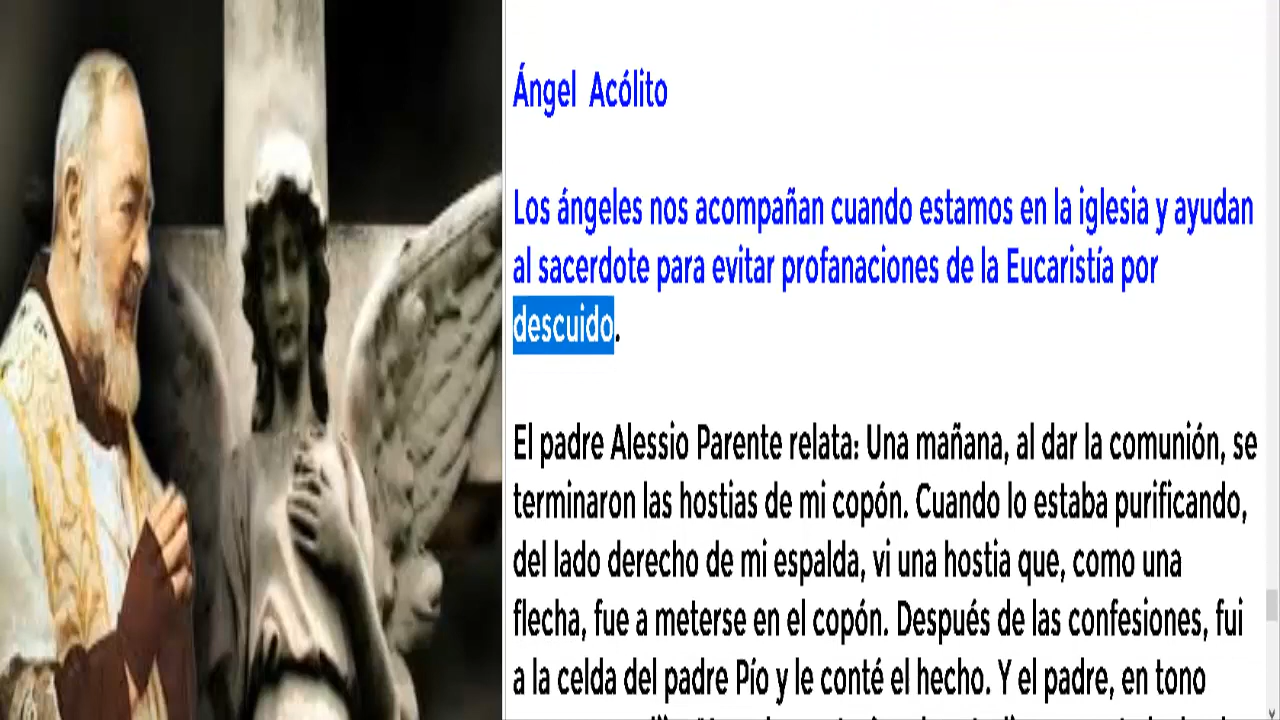 Ángel Acólito
Los ángeles nos acompañan cuando estamos en la iglesia y ayudan
al sacerdote para evitar profanaciones de la Eucaristía por
descuido.
El padre Alessio Parente relata: Una mañana, al dar la comunión, se
terminaron las hostias de mi copón. Cuando lo estaba purificando,
del lado derecho de mi espalda, vi una hostia que, como una
flecha, fue a meterse en el copón. Después de las confesiones, fui
a la celda del padre Pío y le conté el hecho. Y el padre, en tono